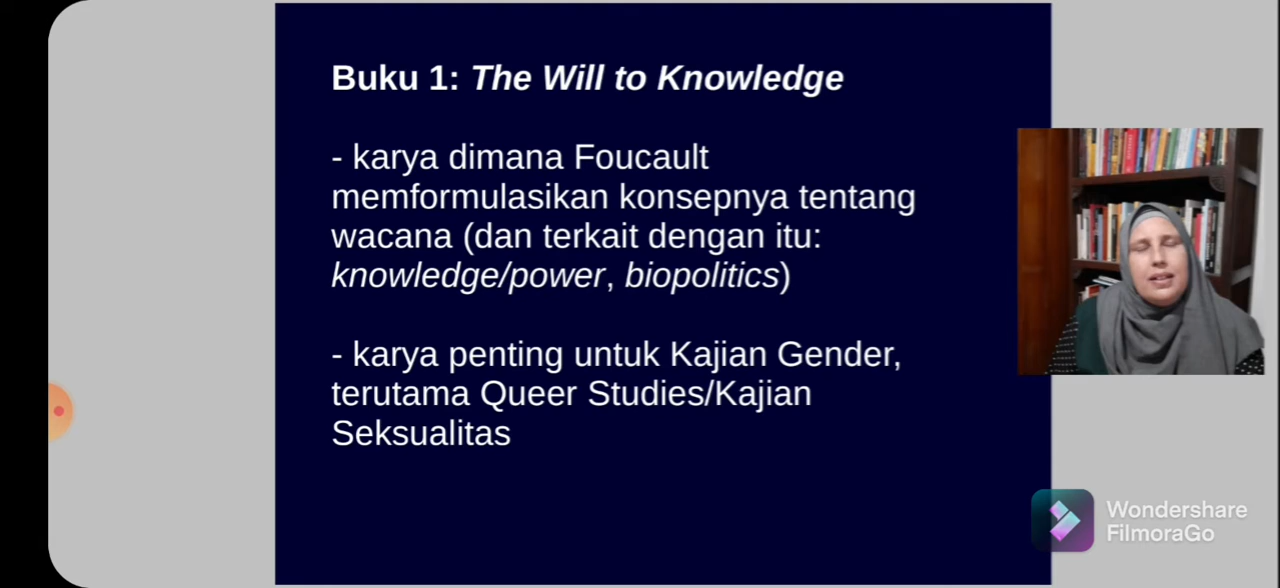 Buku 1: The Will to Knowledge
- karya dimana Foucault
memformulasikan konsepnya tentang
wacana (dan terkait dengan itu:
knowledge/power, biopolitics)
- karya penting untuk Kajian Gender,
terutama Queer Studies/Kajian
Seksualitas
Wondershare
FilmoraGo